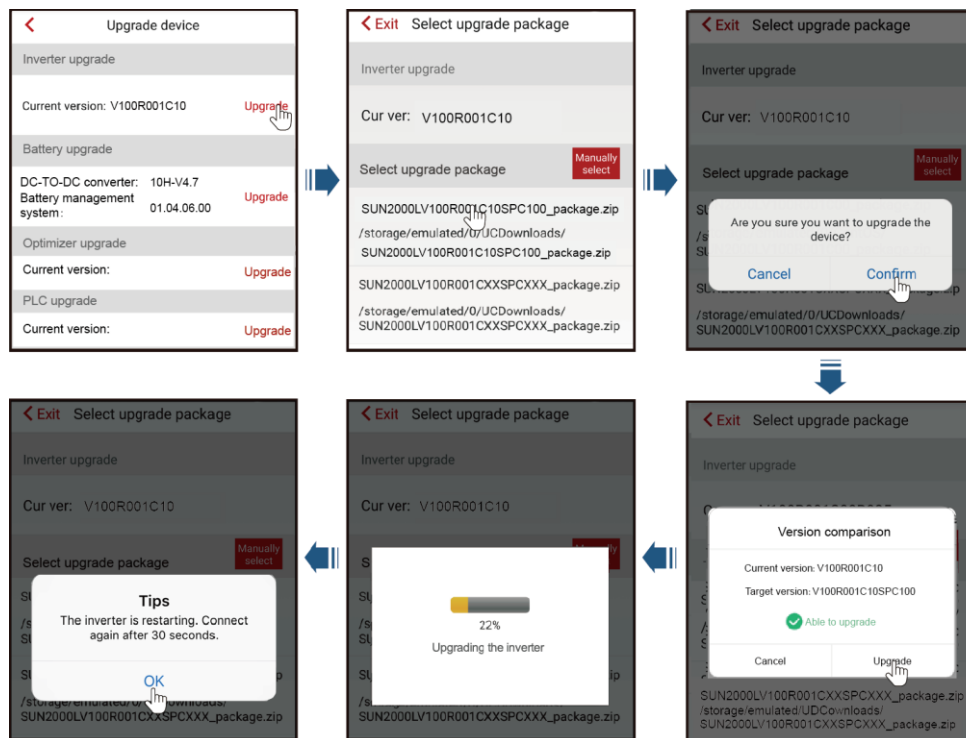 Upgrade device
Inverter upgrade
Current version: V100R001C10
Upgrade
Battery upgrade
DC-TO-DC converter: 10H-V4.7
Battery management
system: 01.04.06.00
Upgrade
Optimizer upgrade
Current version:
Upgrade
PLC upgrade
Current version:
Upgrade
Exit Select upgrade package
Inverter upgrade
Cur ver: V100R001C10
Select upgrade package
Manually
select
SUN2000LV100R001C10SPC100_package.zip
/storage/emulated/0/UCDownloads/
SUN2000LV100R001C10SPC100_package.zip
SUN2000LV100R001CXXSPCXXX_package.zip
/storage/emulated/0/UCDownloads/
SUN2000LV100R001CXXSPCXXX_package.zip
Exit Select upgrade package
Inverter upgrade
Cur ver: V100R001C10
Select upgrade package
Manually
select
Are you sure you want to upgrade the
device?
Cancel Confirm
/storage/emulated/0/UCDownloads/
SUN2000LV100R001CXXSPCXXX_package.zip
Exit Select upgrade package
Inverter upgrade
Version comparison
Current version: V100R001C10
Target version: V100R001C10SPC100
Able to upgrade
Cancel Upgrade
SUN2000LV100R001CXXSPCXXX_package.zip
/storage/emulated/UDCownloads/
SUN2000LV100R001CXXSPCXXX_package.zip
Exit Select upgrade package
Inverter upgrade
Cur ver: V100R001C10
Manually
22%
Upgrading the inverter
SUN2000LV100R001CXXSPCXXX_package.zip
Exit Select upgrade package
Inverter upgrade
Cur ver: V100R001C10
Select upgrade package
Manually
select
Tips
The inverter is restarting. Connect
again after 30 seconds.
OK
/storage/emulated/0/UCDownloads/
SUN2000LV100R001CXXSPCXXX_package.zip